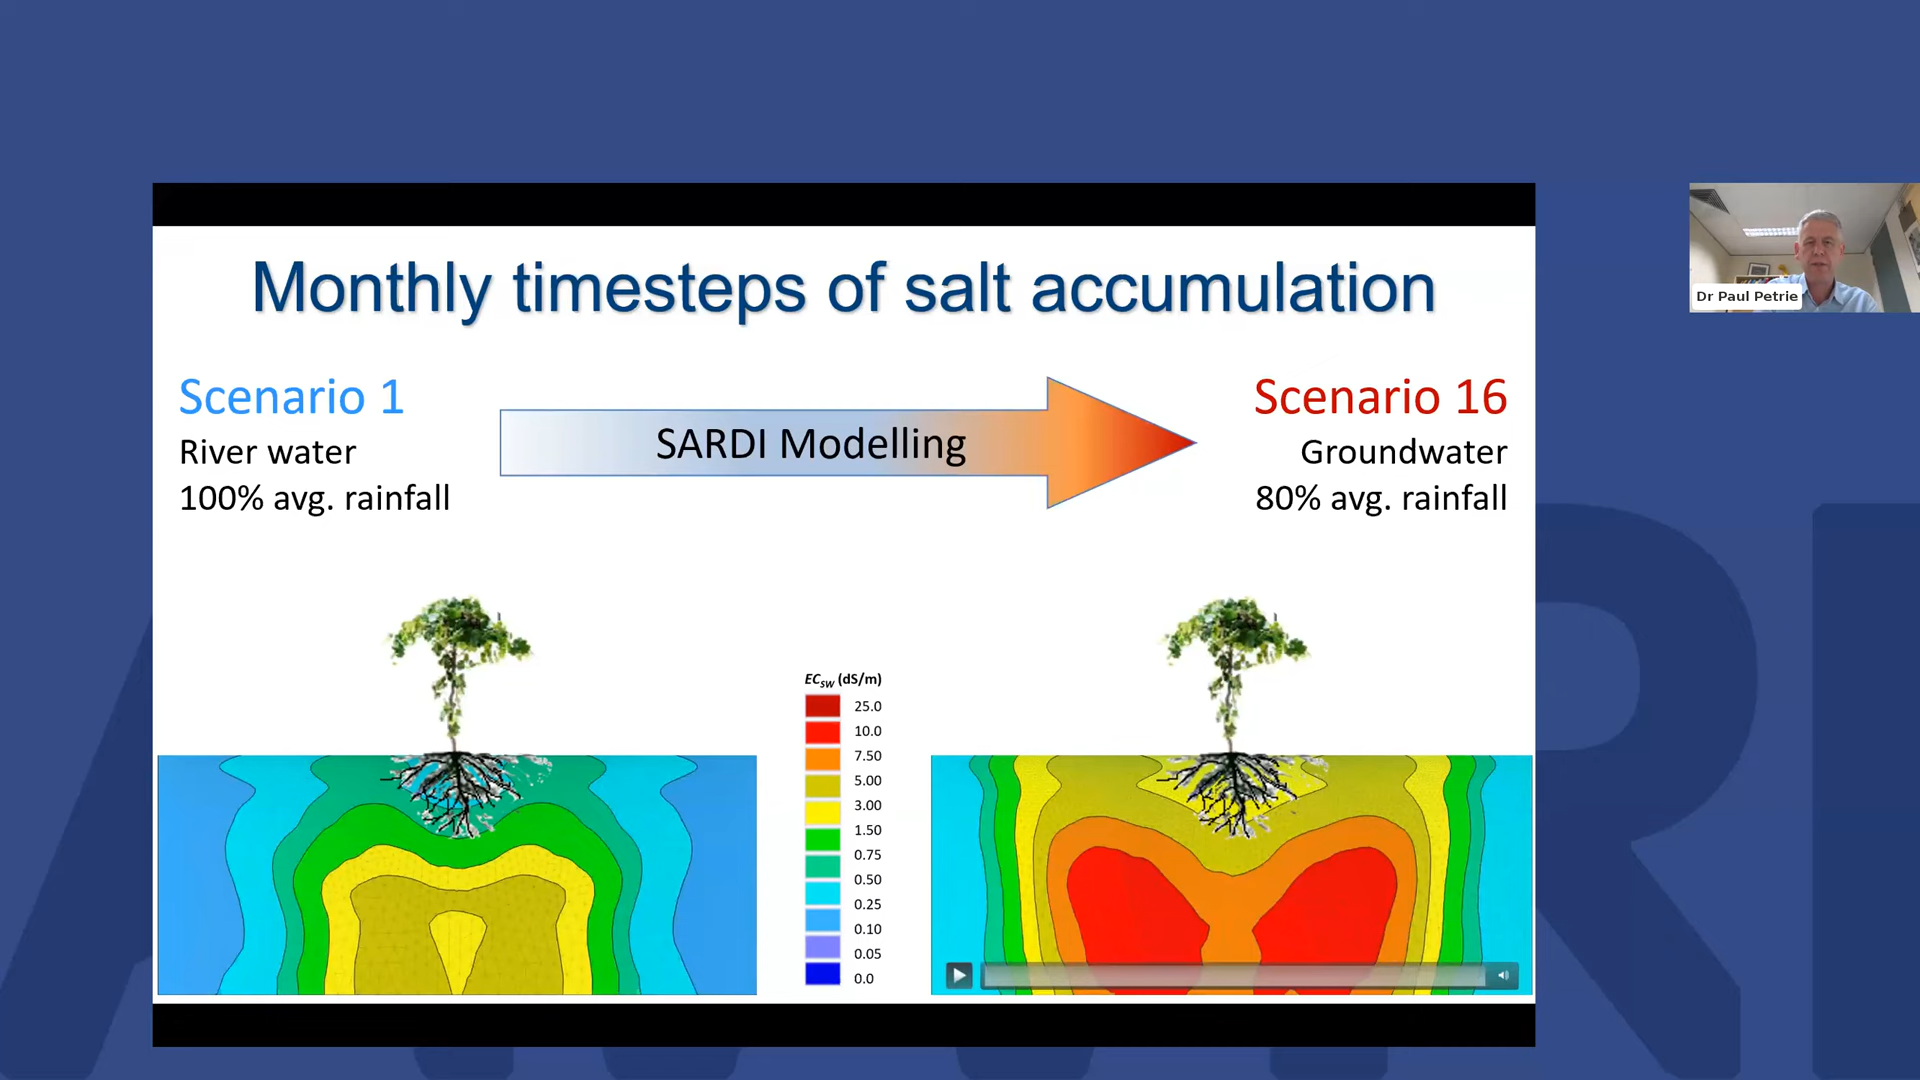 Monthly timesteps of salt accumulation
Scenario 1
River water
100% avg. rainfall
SARDI Modelling
Scenario 16
Groundwater
80% avg. rainfall
Dr Paul Petrie
ECSW (dS/m)
25.0
10.0
7.50
5.00
3.00
1.50
0.75
0.50
0.25
0.10
0.05
0.0